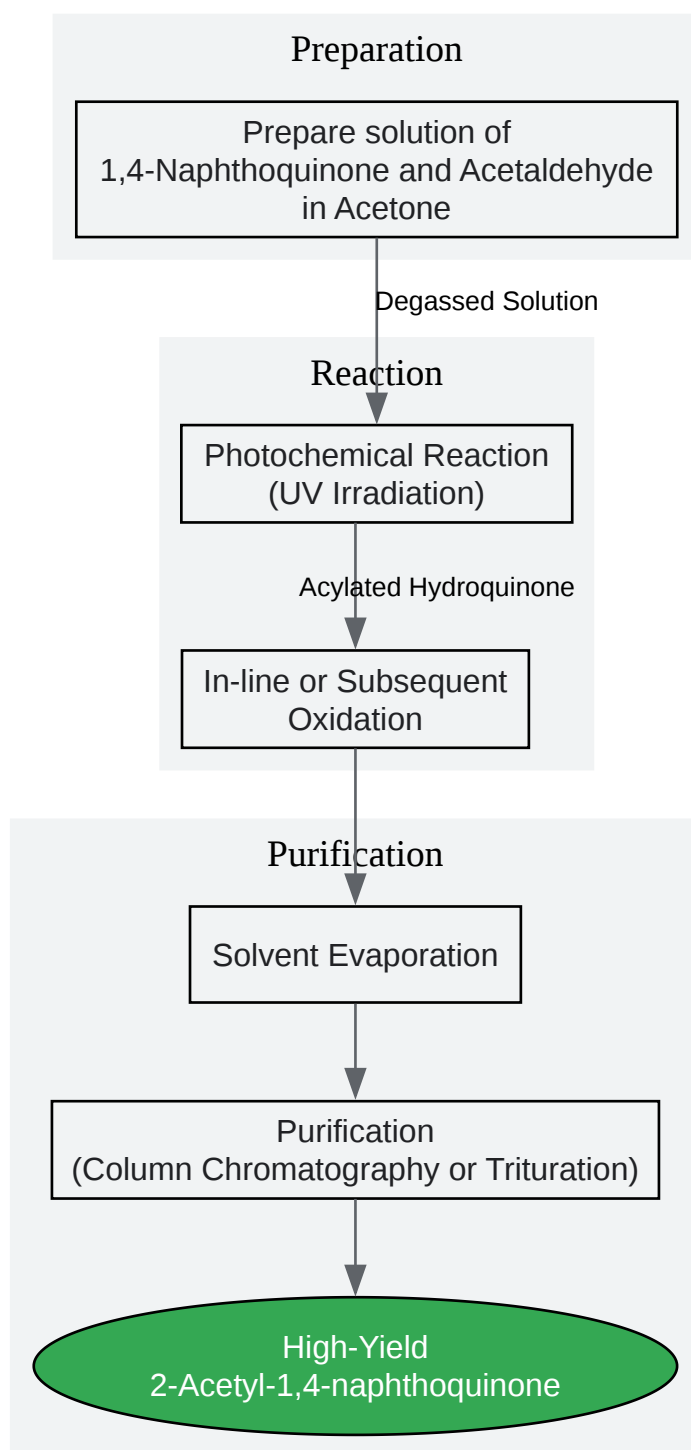 Preparation
Prepare solution of
1,4-Naphthoquinone and Acetaldehyde
in Acetone
Degassed Solution
Reaction
Photochemical Reaction
(UV Irradiation)
Acylated Hydroquinone
In-line or Subsequent
Oxidation
Purification
Solvent Evaporation
Purification
(Column Chromatography or Trituration)
High-Yield
2-Acetyl-1,4-naphthoquinone